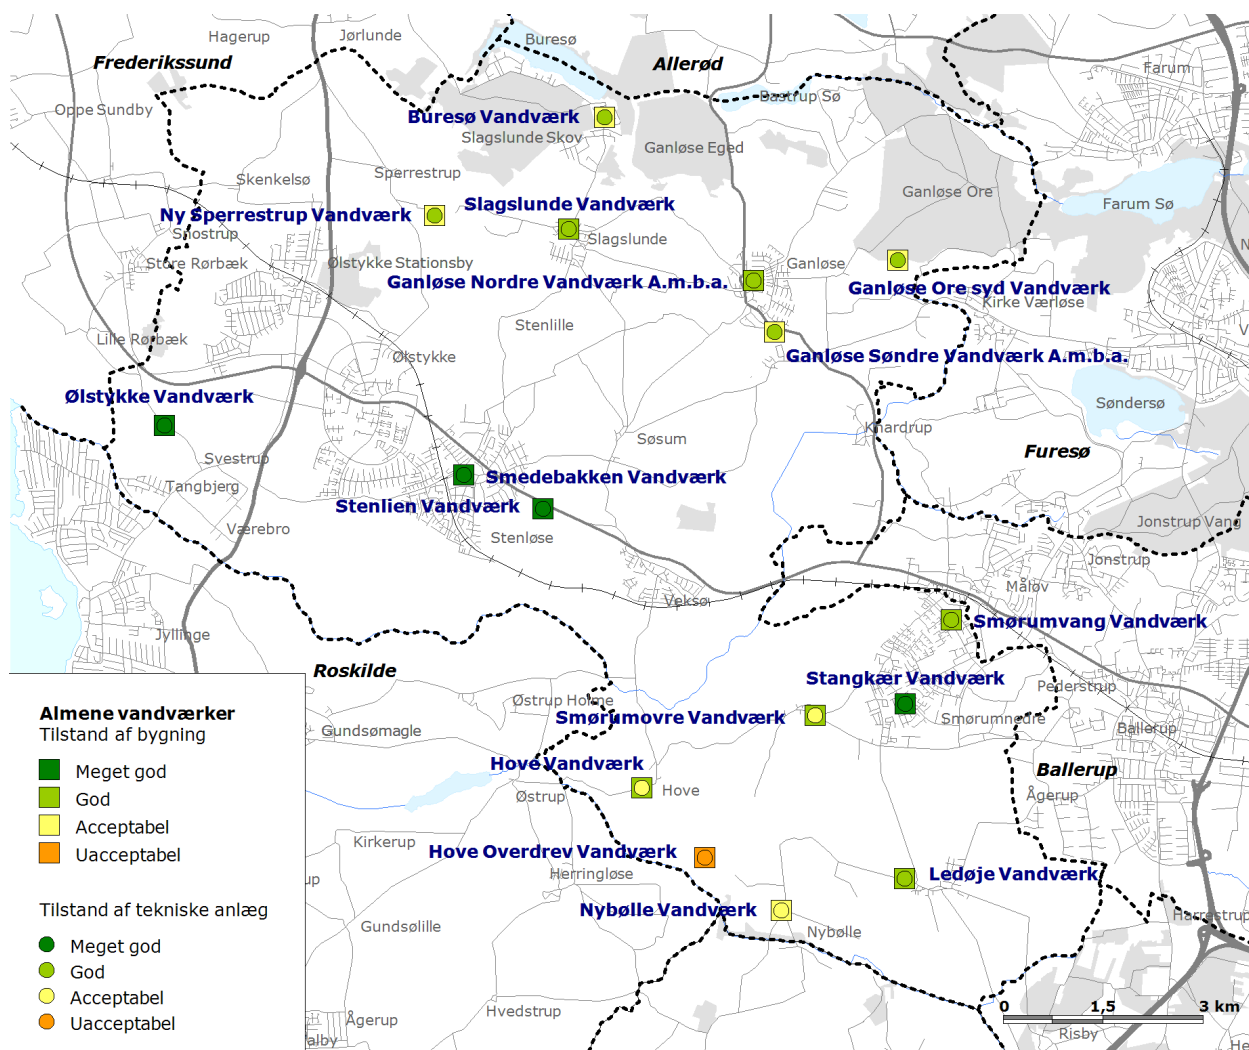 Hagerup
Jørlunde
Buresø
Frederikssund
Allerød
Farum
Oppe Sundby
Bastrup Sø
Buresø Vandværk
Slagslunde Skov
Ganløse Eged
Sperrestrup
Skenkelsø
Ganløse Ore
Farum Sø
Slagslunde Vandværk
Ny Sperrestrup Vandværk
Snostrup
Slagslunde
Store Rørbæk
Ølstykke Stationsby
Ganløse
Ganløse Nordre Vandværk A.m.b.a.
Ganløse Ore syd Vandværk
Kirke Værløse
Stenlille
Lille Rørbæk
Ølstykke
Ganløse Søndre Vandværk A.m.b.a.
Ølstykke Vandværk
Søndersø
Knardrup
Søsum
Furesø
Svestrup
Smedebakken Vandværk
Tangbjerg
Stenlien Vandværk
Værebro
Stenløse
Jonstrup Vang
Jonstrup
Måløv
Veksø
Smørumvang Vandværk
Jyllinge
Roskilde
Stangkær Vandværk
Pederstrup
Østrup Holme
Smørumovre Vandværk
Smørumnedre
Gundsømagle
Ballerup
Hove Vandværk
Ballerup
Østrup
Hove
Ågerup
Kirkerup
Hove Overdrev Vandværk
Herringløse
Ledøje Vandværk
up
Nybølle Vandværk
Harrestrup
Gundsølille
Nybølle
Hvedstrup
Ågerup
alby
Risby
He
N
V
Almene vandværker
Tilstand af bygning
Meget god
God
Acceptabel
Uacceptabel
Tilstand af tekniske anlæg
Meget god
God
Acceptabel
Uacceptabel
0 1,5 3 km